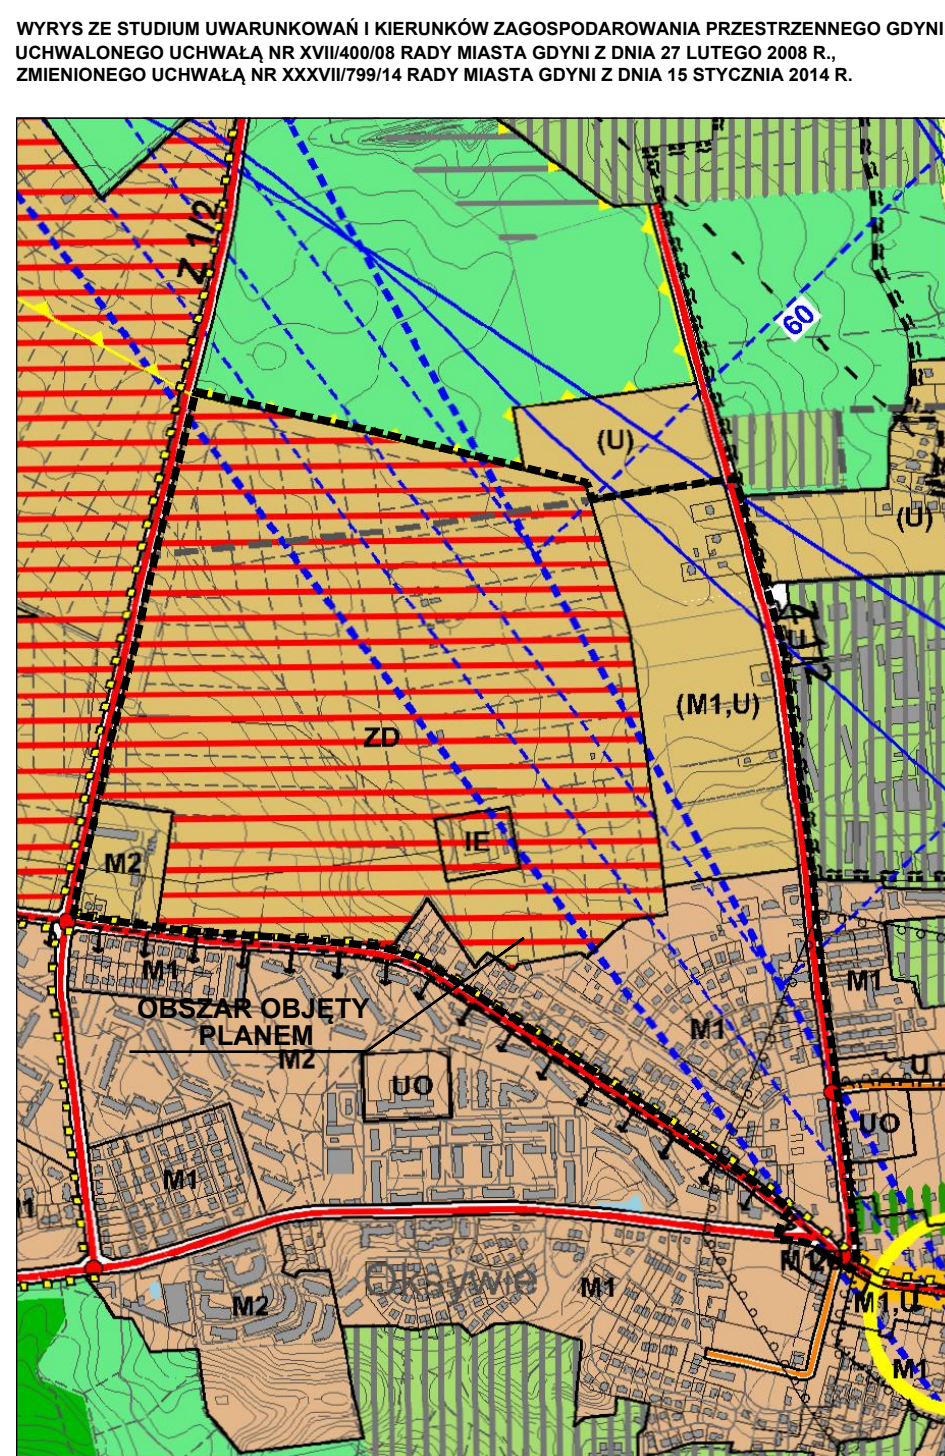 WYRYS ZE STUDIUM UWARUNKOWAŃ I KIERUNKÓW ZAGOSPODAROWANIA PRZESTRZENNEGO GDYNI
UCHWALONEGO UCHWAŁĄ NR XVII/400/08 RADY MIASTA GDYNI Z DNIA 27 LUTEGO 2008 R.,
ZMIENIONEGO UCHWAŁĄ NR XXXVII/799/14 RADY MIASTA GDYNI Z DNIA 15 STYCZNIA 2014 R.
Z 1/2
60
(U)
(U)
U
Z 1/2
(M1,U)
ZD
IE
M2
M1
M1
OBSZAR OBJĘTY
PLANEM
M2
M1
U
UO
UO
M1
Oksywie
M1
M2
M1,U
M1